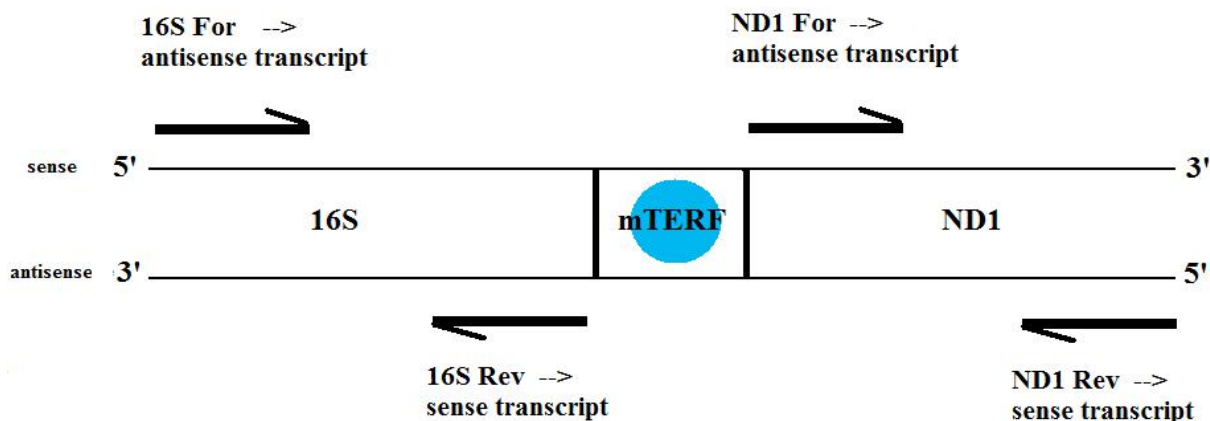 16S For -->
antisense transcript
ND1 For -->
antisense transcript
sense 5' 3'
16S mTERF ND1
antisense 3' 5'
16S Rev -->
sense transcript
ND1 Rev -->
sense transcript